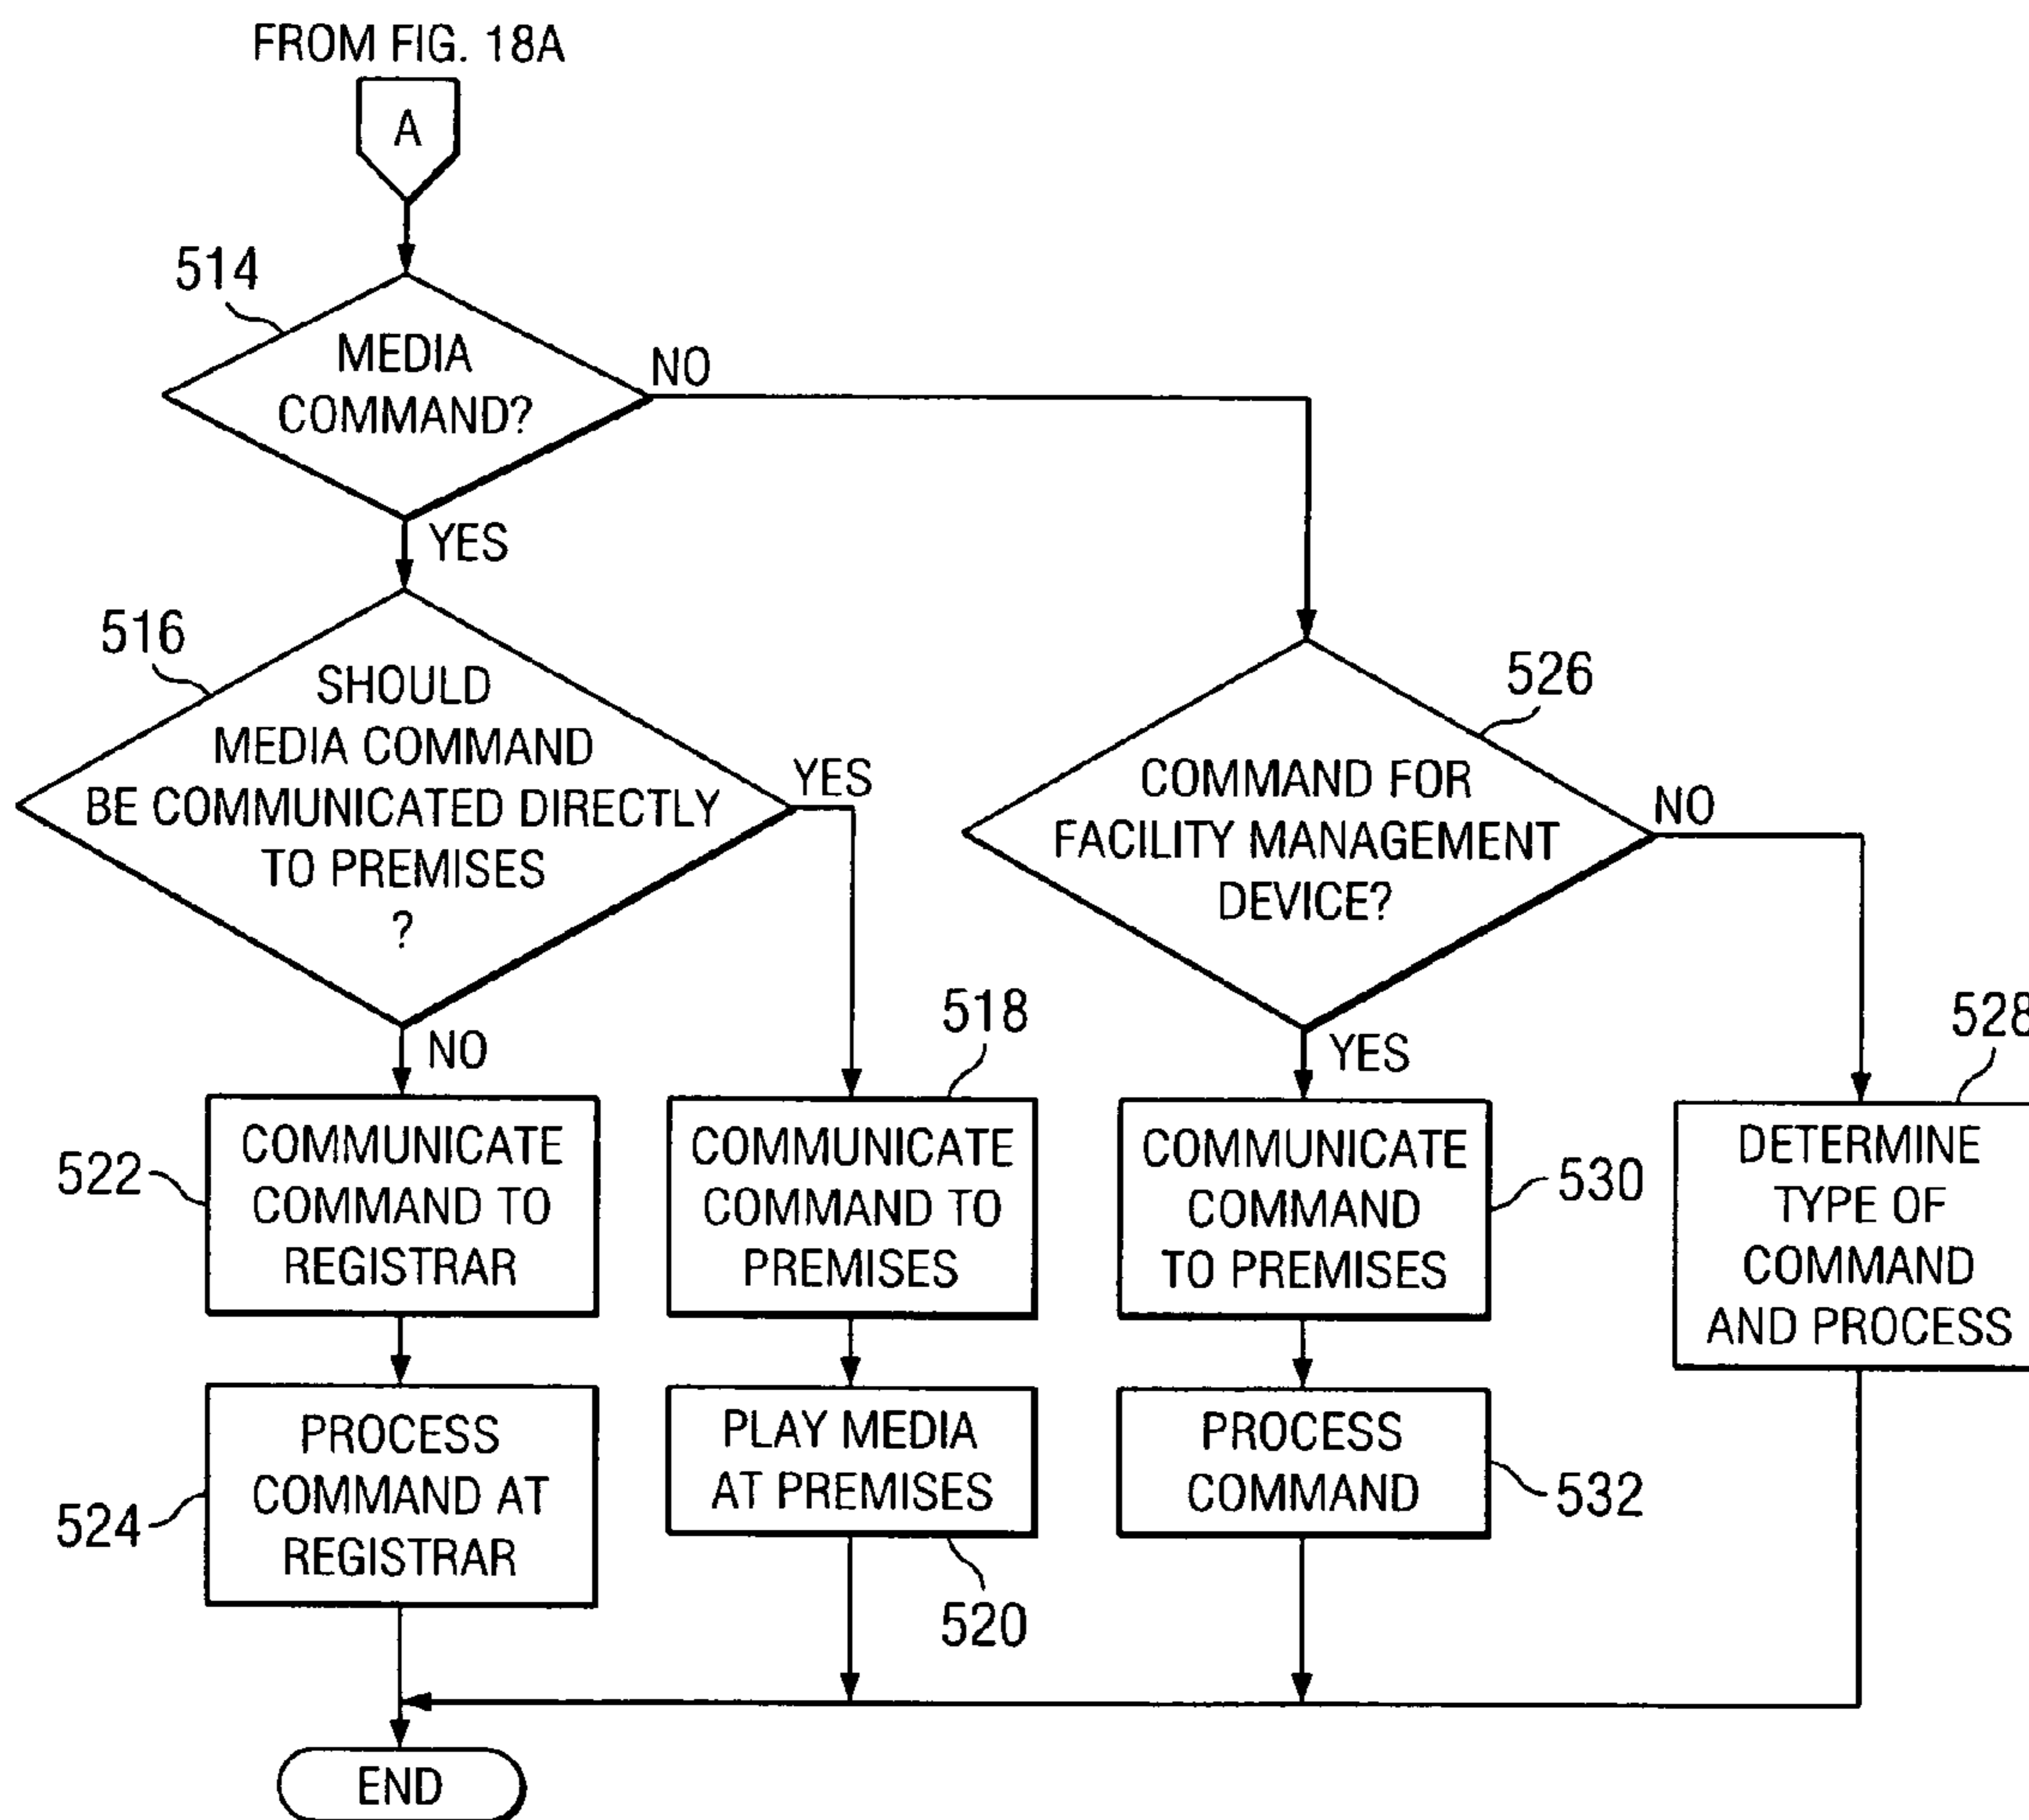 FROM FIG. 18A
A
514
MEDIA
COMMAND?
NO
YES
516
SHOULD
MEDIA COMMAND
BE COMMUNICATED DIRECTLY
TO PREMISES
?
YES
NO
526
COMMAND FOR
FACILITY MANAGEMENT
DEVICE?
NO
YES
522
COMMUNICATE
COMMAND TO
REGISTRAR
518
COMMUNICATE
COMMAND TO
PREMISES
530
COMMUNICATE
COMMAND
TO PREMISES
528
DETERMINE
TYPE OF
COMMAND
AND PROCESS
524
PROCESS
COMMAND AT
REGISTRAR
PLAY MEDIA
AT PREMISES
520
PROCESS
COMMAND
532
END